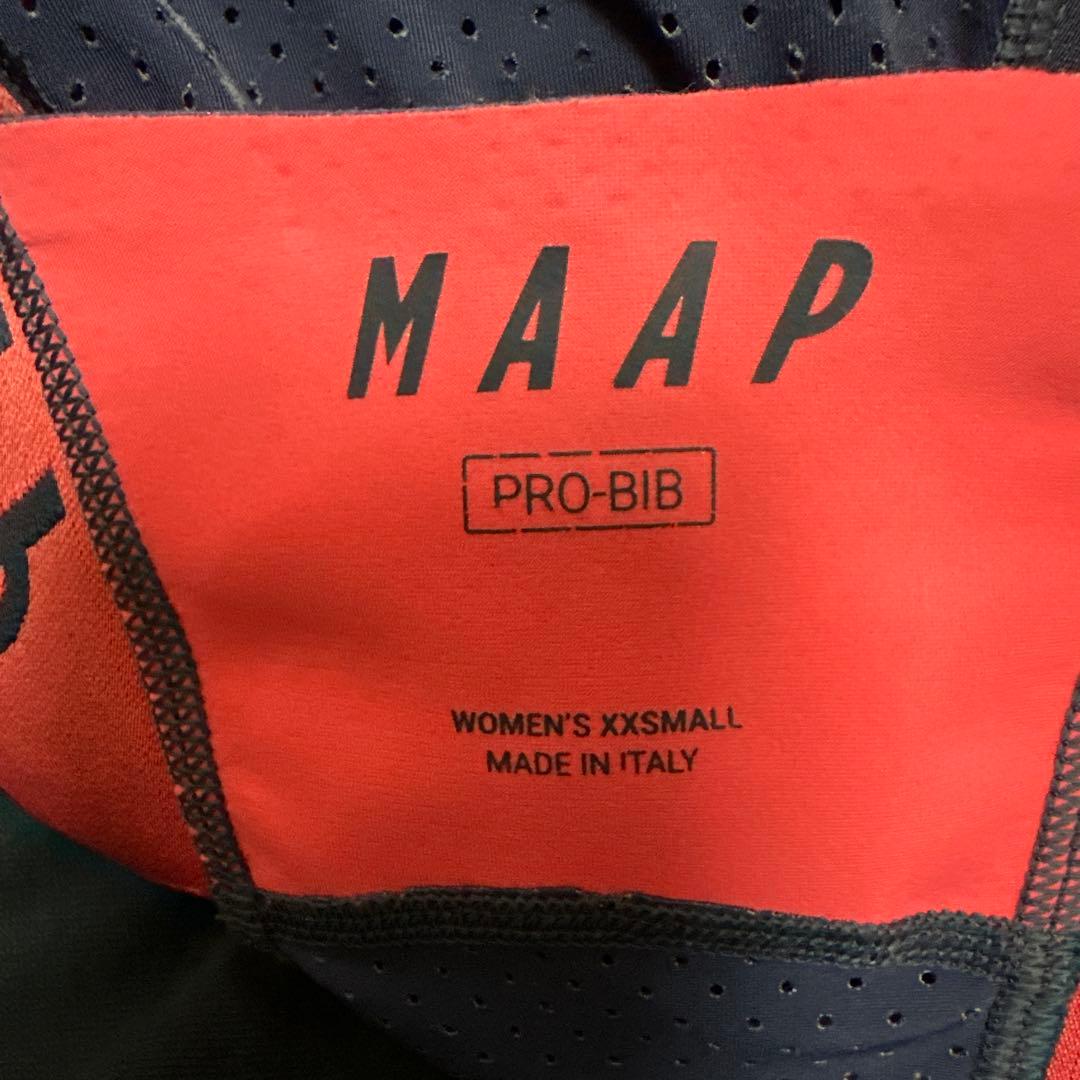 MAAP
PRO-BIB
WOMEN'S XXSMALL
MADE IN ITALY